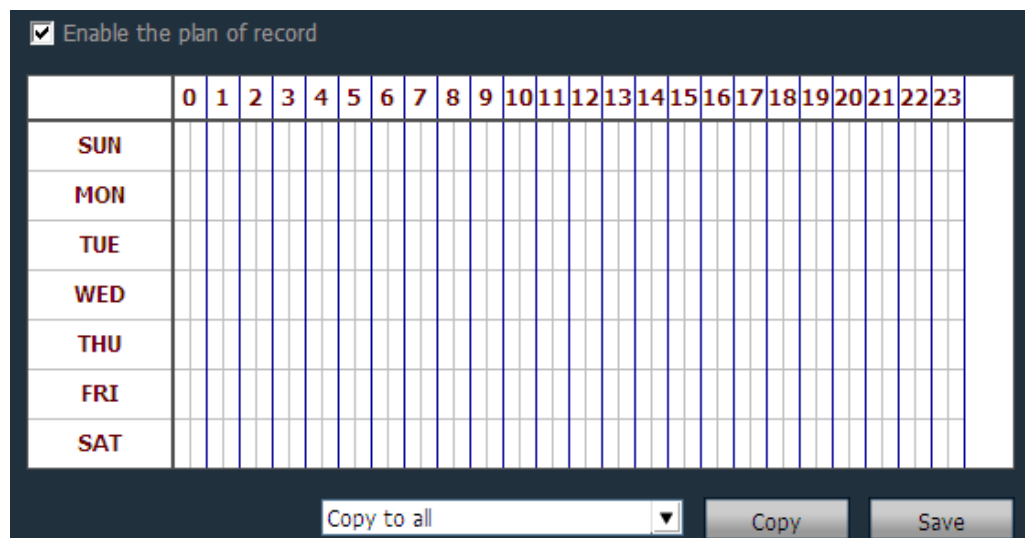 Enable the plan of record
0 1 2 3 4 5 6 7 8 9 10 11 12 13 14 15 16 17 18 19 20 21 22 23
SUN
MON
TUE
WED
THU
FRI
SAT
Copy to all Copy Save